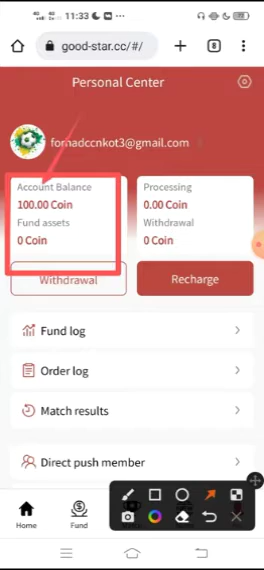 11:33
good-star.cc/#/
8
Personal Center
fornadccnkot3@gmail.com
Account Balance
100.00 Coin
Fund assets
0 Coin
Processing
0.00 Coin
Withdrawal
0 Coin
Withdrawal
Recharge
Fund log
Order log
Match results
Direct push member
Home
Fund